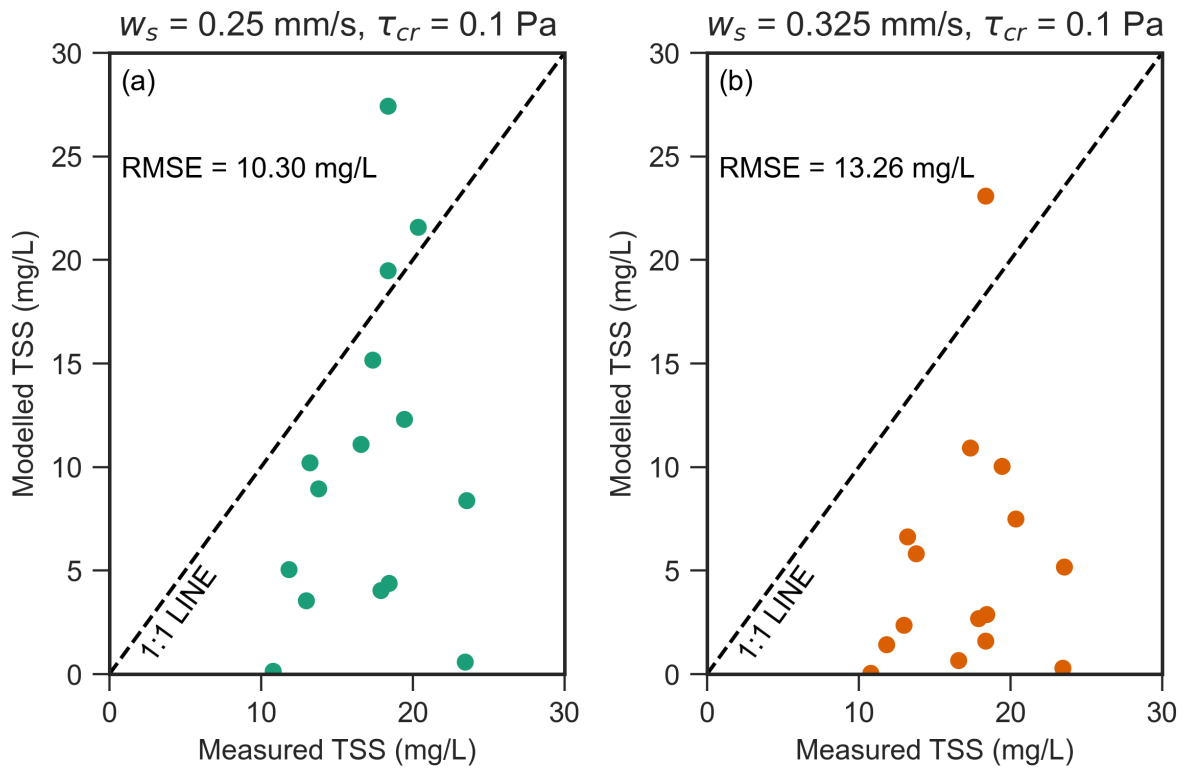 w_s = 0.25 mm/s, τ_cr = 0.1 Pa
(a)
RMSE = 10.30 mg/L
1:1 LINE
30
25
20
15
10
5
0
Modelled TSS (mg/L)
0 10 20 30
Measured TSS (mg/L)
w_s = 0.325 mm/s, τ_cr = 0.1 Pa
(b)
RMSE = 13.26 mg/L
1:1 LINE
30
25
20
15
10
5
0
Modelled TSS (mg/L)
0 10 20 30
Measured TSS (mg/L)